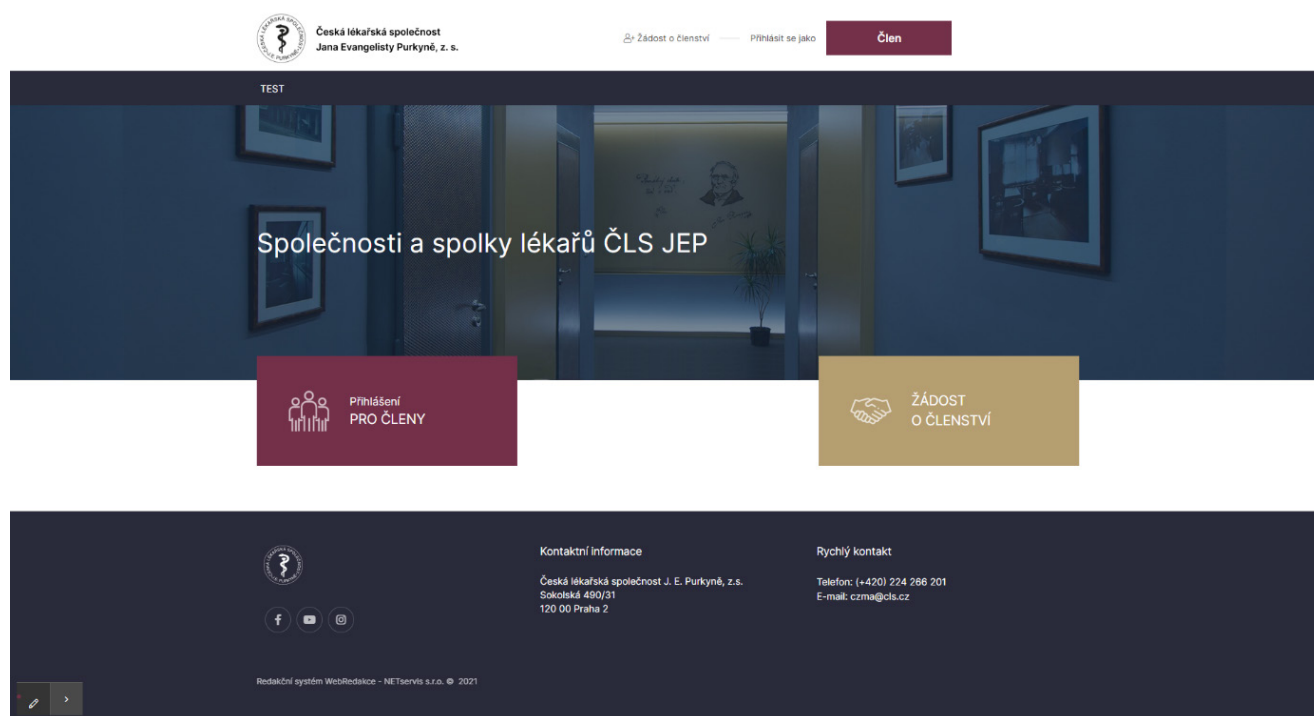 Česká lékařská společnost
Jana Evangelisty Purkyně, z. s.
Žádost o členství
Přihlásit se jako
Člen
TEST
Společnosti a spolky lékařů ČLS JEP
Přihlášení
PRO ČLENY
ŽÁDOST
O ČLENSTVÍ
Kontaktní informace
Česká lékařská společnost J. E. Purkyně, z.s.
Sokolská 490/31
120 00 Praha 2
Rychlý kontakt
Telefon: (+420) 224 266 201
E-mail: czma@cls.cz
Redakční systém WebRedakce - NETservis s.r.o. © 2021